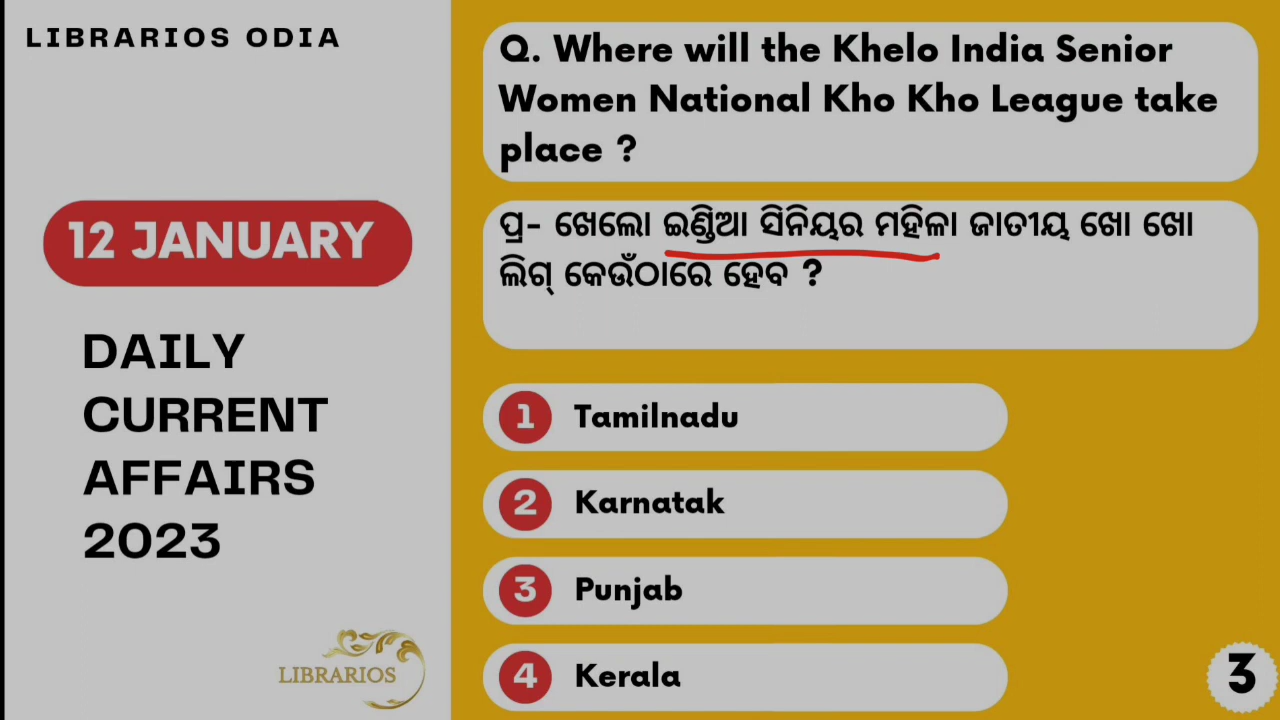 LIBRARIOS ODIA
12 JANUARY
DAILY
CURRENT
AFFAIRS
2023
LIBRARIOS
Q. Where will the Khelo India Senior
Women National Kho Kho League take
place ?
ପ୍ର- ଖେଲୋ ଇଣ୍ଡିଆ ସିନିୟର ମହିଳା ଜାତୀୟ ଖୋ ଖୋ
ଲିଗ୍ କେଉଁଠାରେ ହେବ ?
1 Tamilnadu
2 Karnatak
3 Punjab
4 Kerala
3